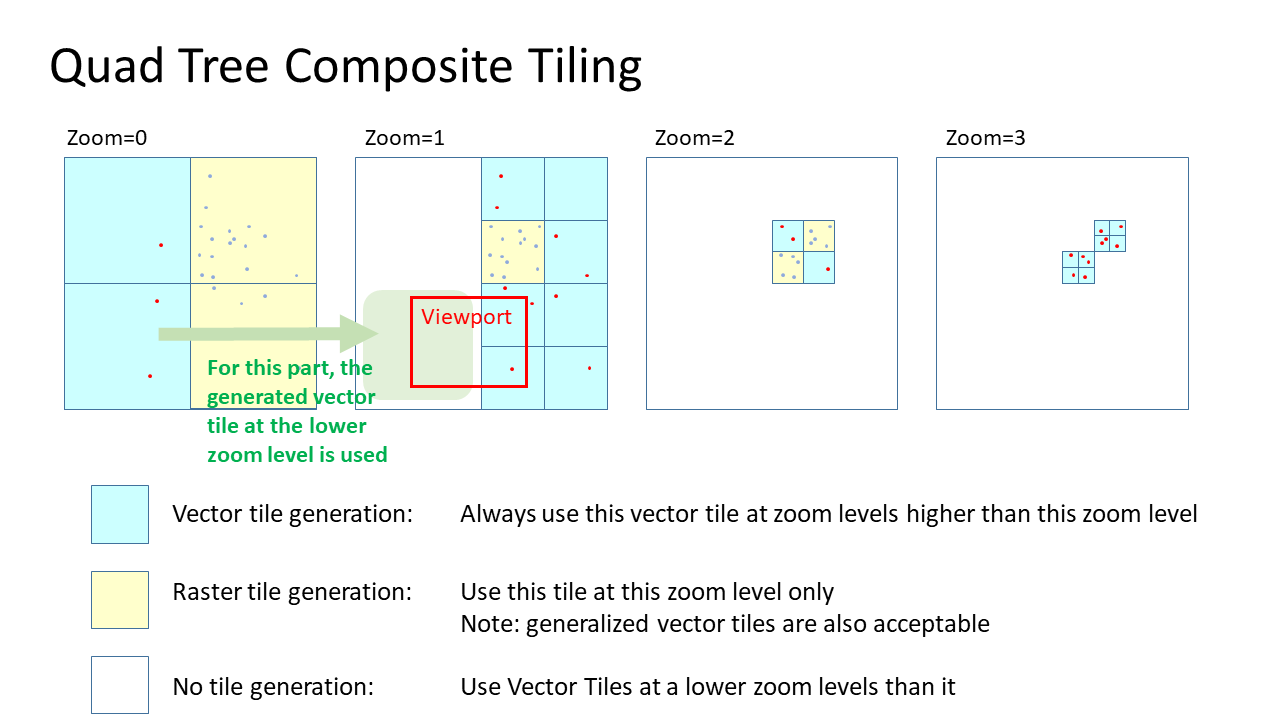 Quad Tree Composite Tiling
Zoom=0
Zoom=1
Zoom=2
Zoom=3
Viewport
For this part, the
generated vector
tile at the lower
zoom level is used
Vector tile generation: Always use this vector tile at zoom levels higher than this zoom level
Raster tile generation: Use this tile at this zoom level only
Note: generalized vector tiles are also acceptable
No tile generation: Use Vector Tiles at a lower zoom levels than it